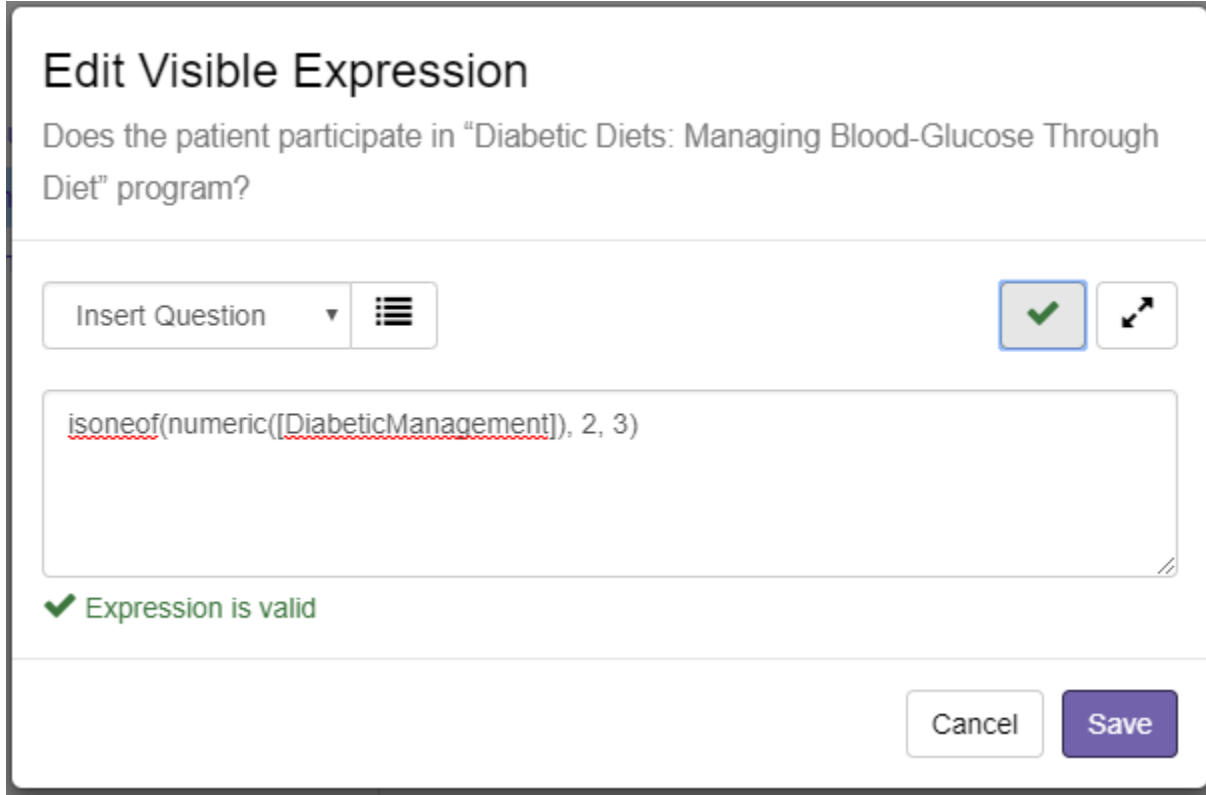 Edit Visible Expression
Does the patient participate in “Diabetic Diets: Managing Blood-Glucose Through
Diet” program?
Insert Question
isoneof(numeric([DiabeticManagement]), 2, 3)
Expression is valid
Cancel Save